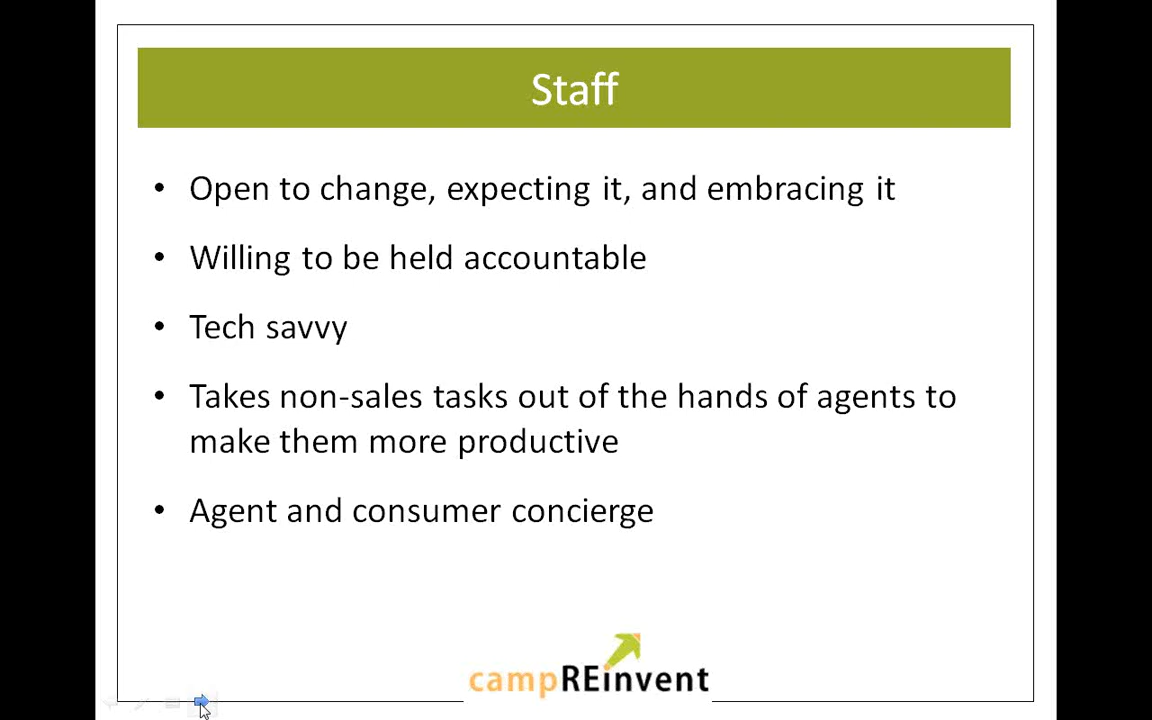 Staff
• Open to change, expecting it, and embracing it
• Willing to be held accountable
• Tech savvy
• Takes non-sales tasks out of the hands of agents to
make them more productive
• Agent and consumer concierge
campREinvent